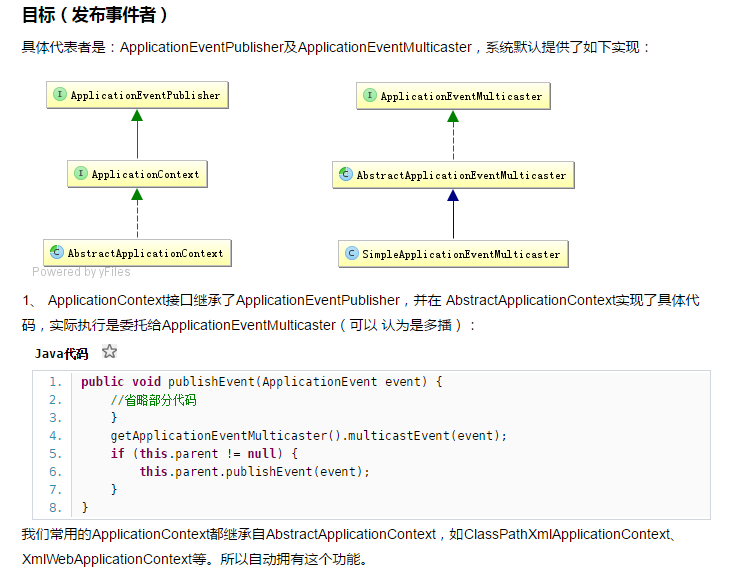 目标（发布事件者）
具体代表者是：ApplicationEventPublisher及ApplicationEventMulticaster，系统默认提供了如下实现：
I ApplicationEventPublisher
I ApplicationContext
C AbstractApplicationContext
Powered by yFiles
I ApplicationEventMulticaster
C AbstractApplicationEventMulticaster
C SimpleApplicationEventMulticaster
1、 ApplicationContext接口继承了ApplicationEventPublisher，并在 AbstractApplicationContext实现了具体代
码，实际执行是委托给ApplicationEventMulticaster（可以 认为是多播）：
Java代码
1. public void publishEvent(ApplicationEvent event) {
2. //省略部分代码
3. }
4. getApplicationEventMulticaster().multicastEvent(event);
5. if (this.parent != null) {
6. this.parent.publishEvent(event);
7. }
8. }
我们常用的ApplicationContext都继承自AbstractApplicationContext，如ClassPathXmlApplicationContext、
XmlWebApplicationContext等。所以自动拥有这个功能。